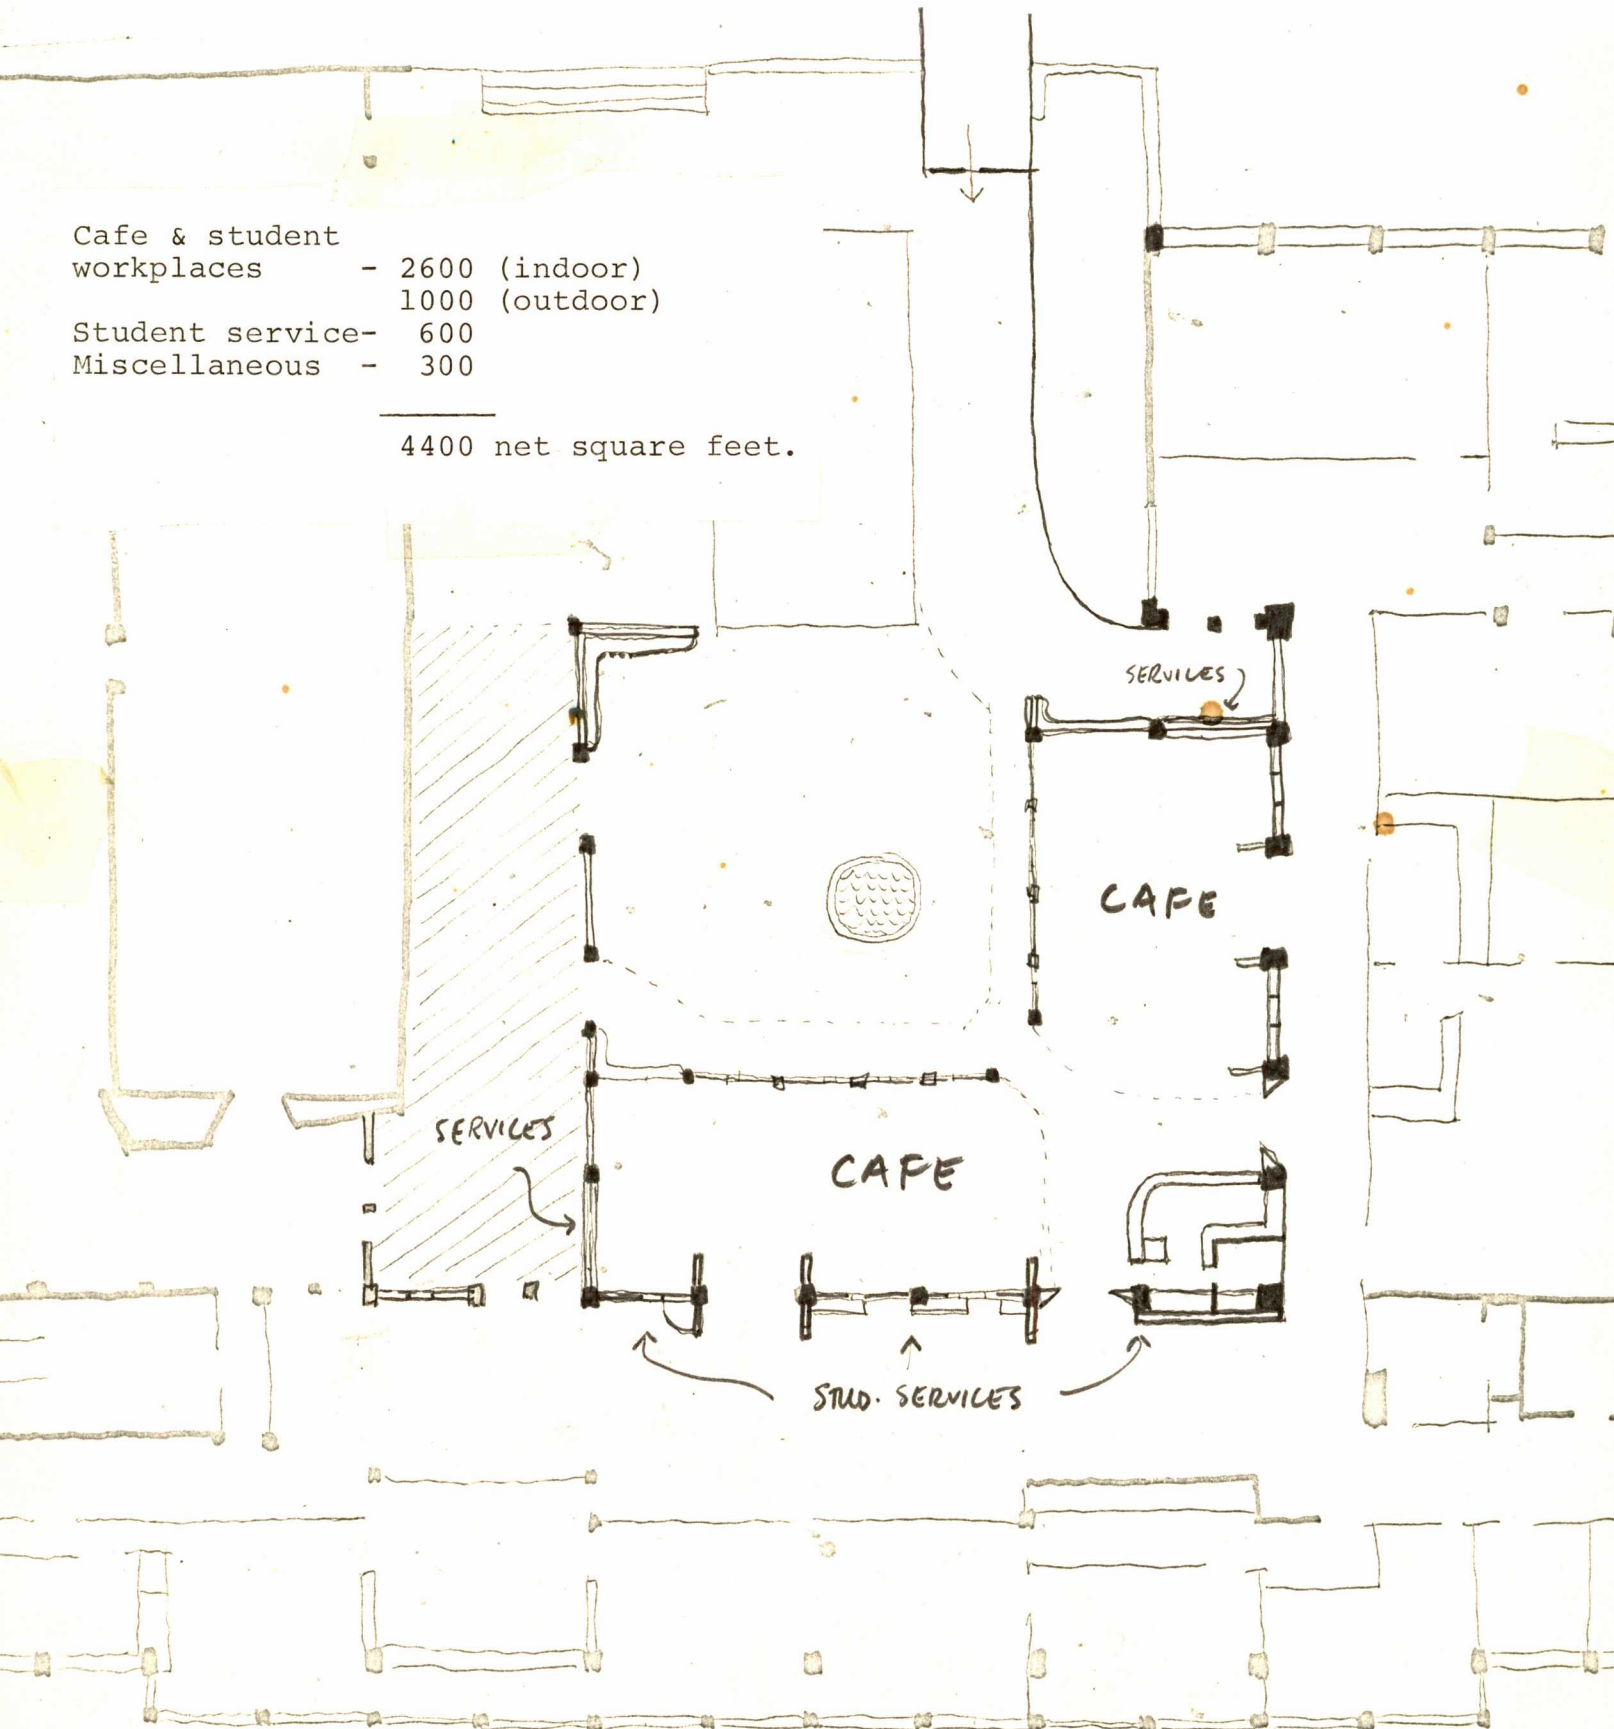 Cafe & student
workplaces - 2600 (indoor)
1000 (outdoor)
Student service- 600
Miscellaneous - 300
4400 net square feet.
SERVICES
CAFE
SERVICES
CAFE
STUD. SERVICES